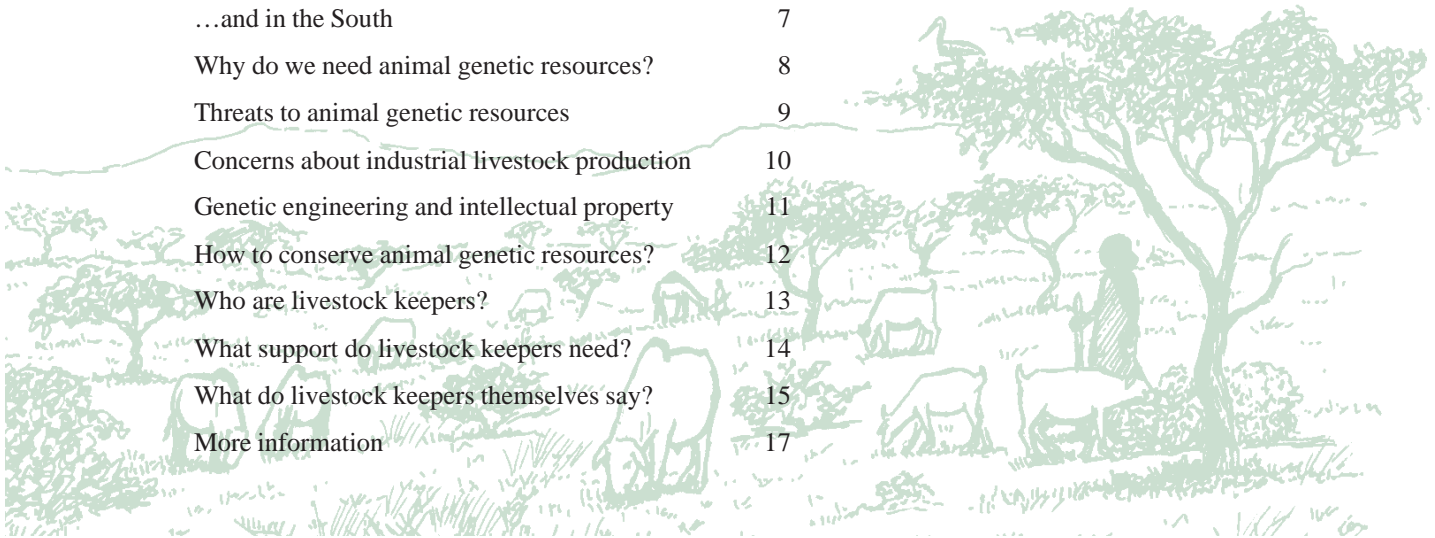 …and in the South 7
Why do we need animal genetic resources? 8
Threats to animal genetic resources 9
Concerns about industrial livestock production 10
Genetic engineering and intellectual property 11
How to conserve animal genetic resources? 12
Who are livestock keepers? 13
What support do livestock keepers need? 14
What do livestock keepers themselves say? 15
More information 17